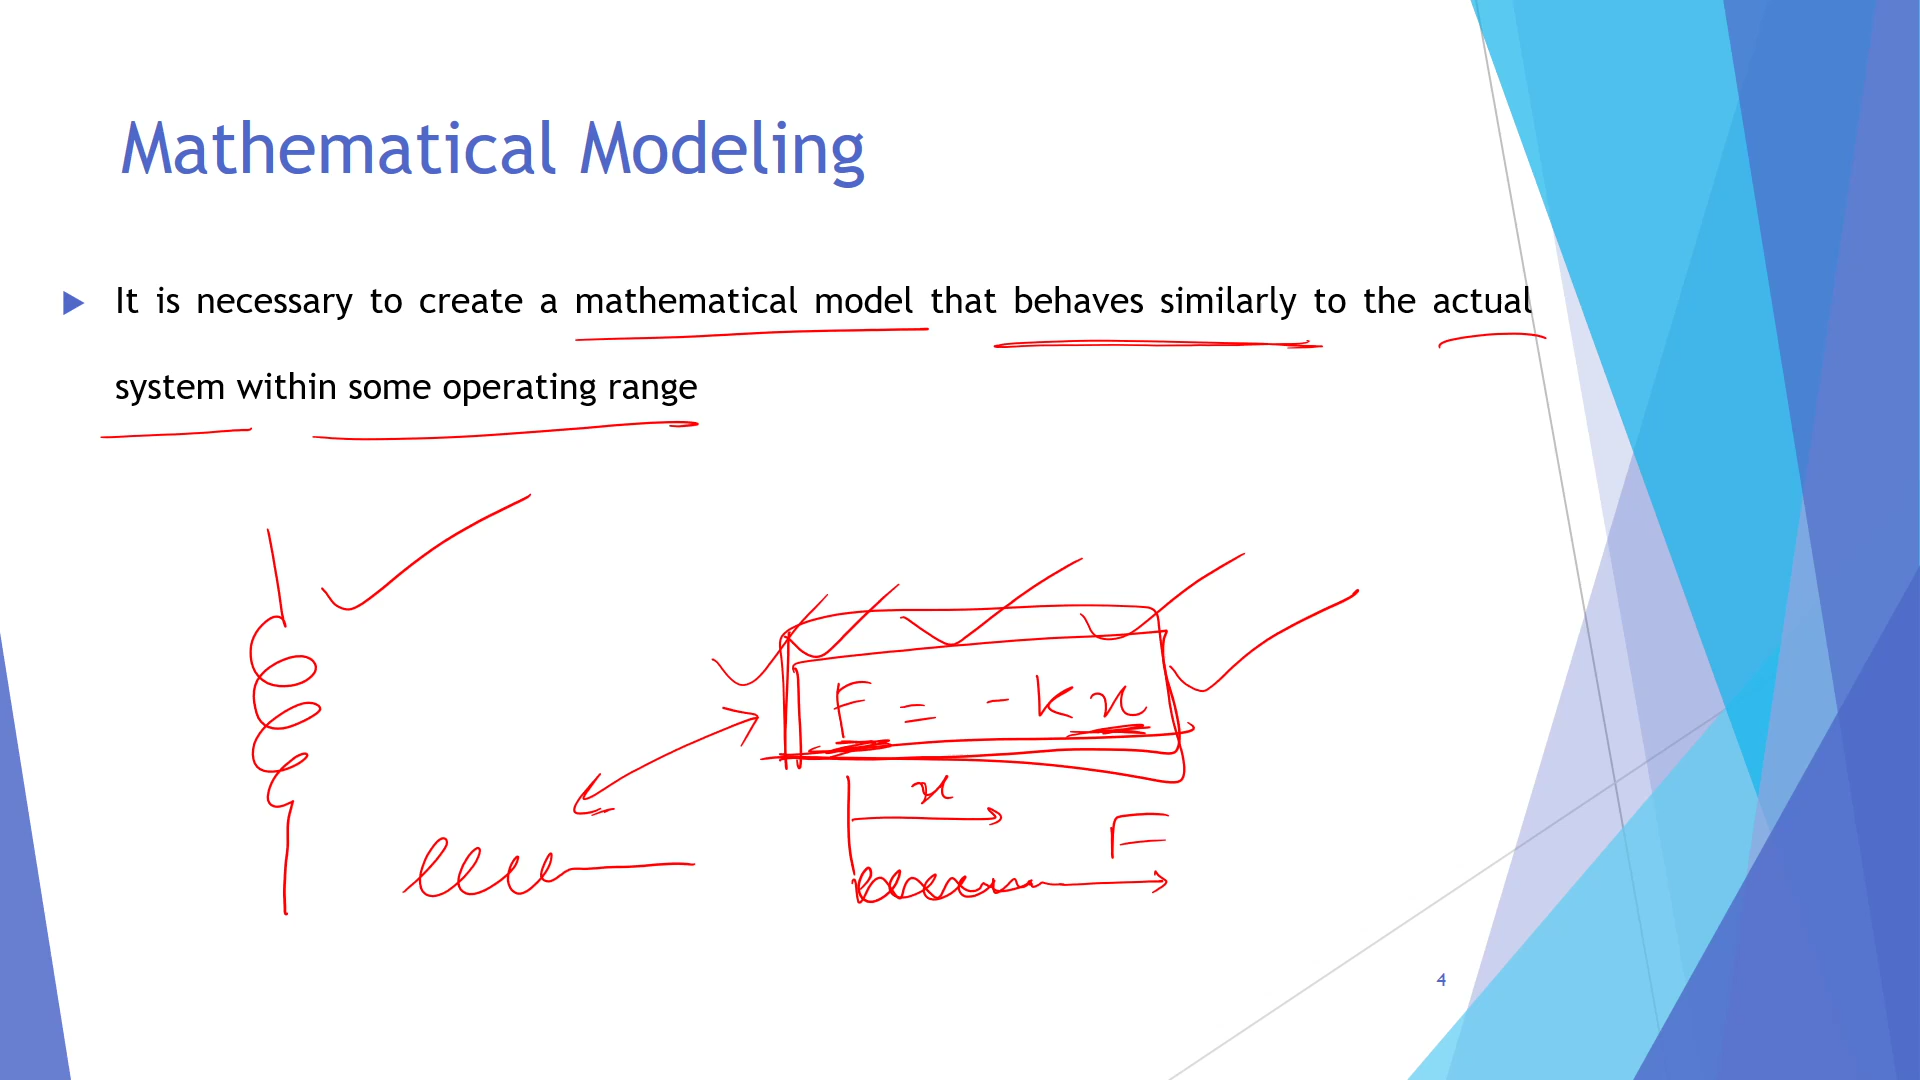 Mathematical Modeling
It is necessary to create a mathematical model that behaves similarly to the actual
system within some operating range
F = - kx
x
F
4